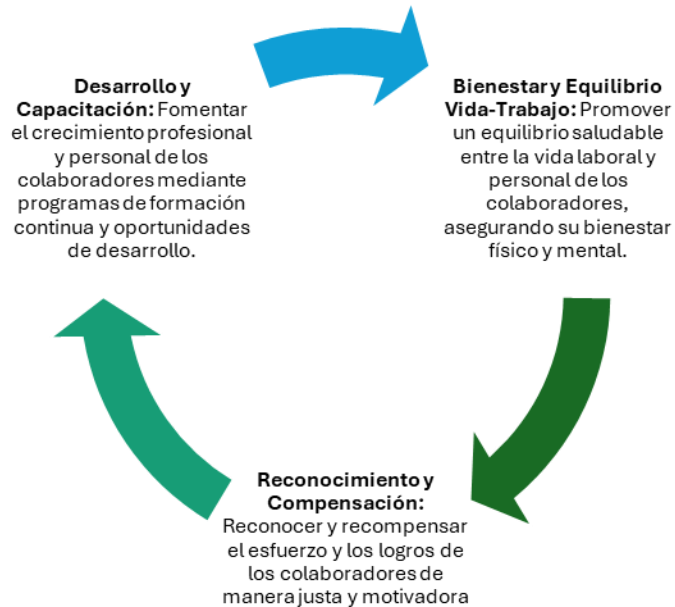 Desarrollo y
Capacitación: Fomentar
el crecimiento profesional
y personal de los
colaboradores mediante
programas de formación
continua y oportunidades
de desarrollo.
Bienestar y Equilibrio
Vida-Trabajo: Promover
un equilibrio saludable
entre la vida laboral y
personal de los
colaboradores,
asegurando su bienestar
físico y mental.
Reconocimiento y
Compensación:
Reconocer y recompensar
el esfuerzo y los logros de
los colaboradores de
manera justa y motivadora